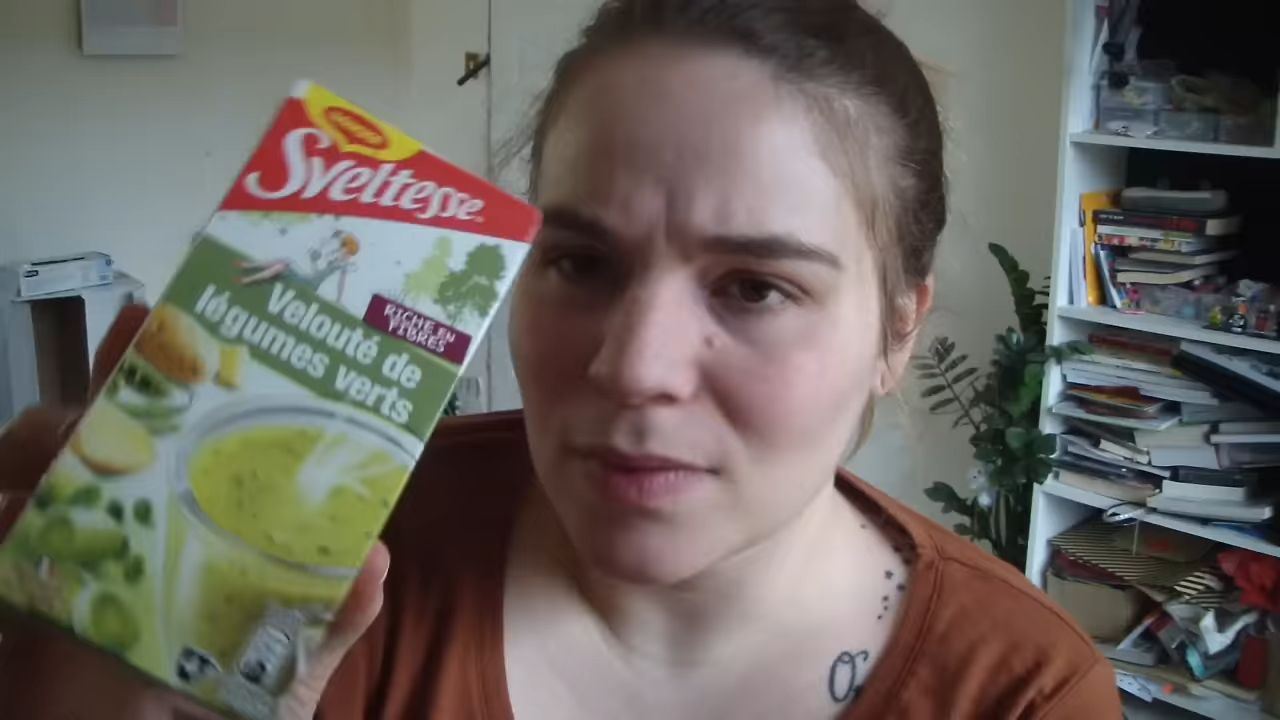 MAGGI
Sveltesse
Velouté de
légumes verts
RICHE EN
FIBRES